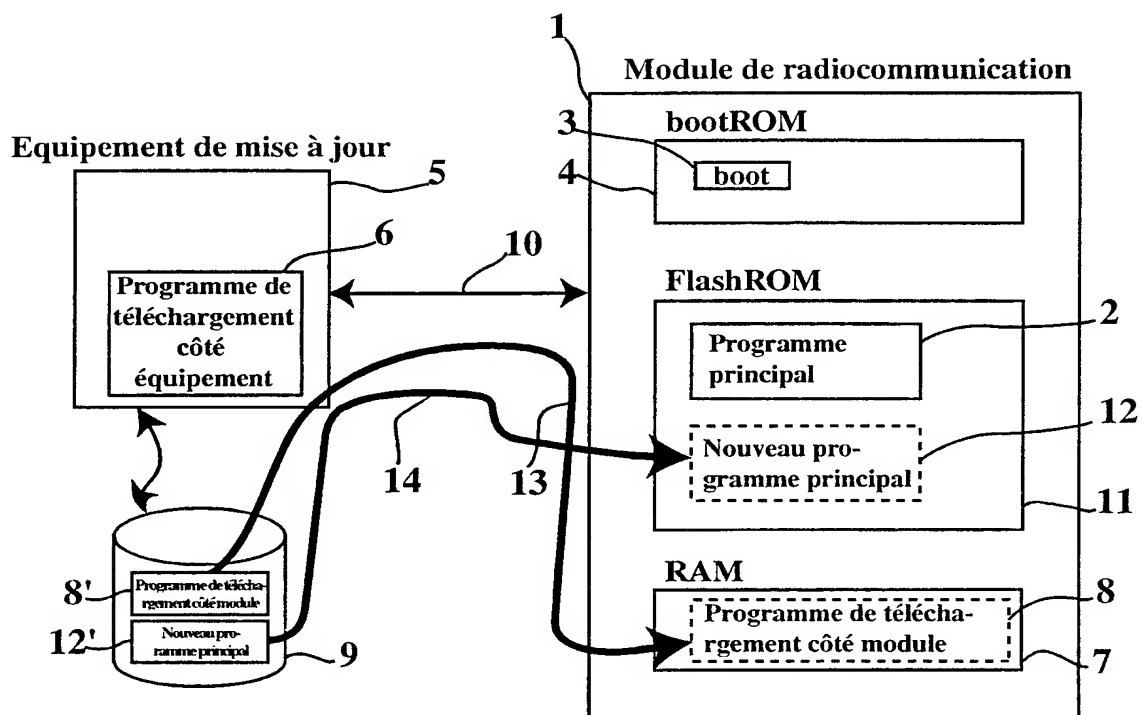 1
Module de radiocommunication
bootROM
3
boot
4
Equipement de mise à jour
5
6
Programme de
téléchargement
côté
équipement
10
FlashROM
2
Programme
principal
12
Nouveau pro-
gramme principal
14
13
11
RAM
8
Programme de télécha-
rgement côté module
7
8'
Programme de télécha-
rgement côté module
12'
Nouveau pro-
ramme principal
9